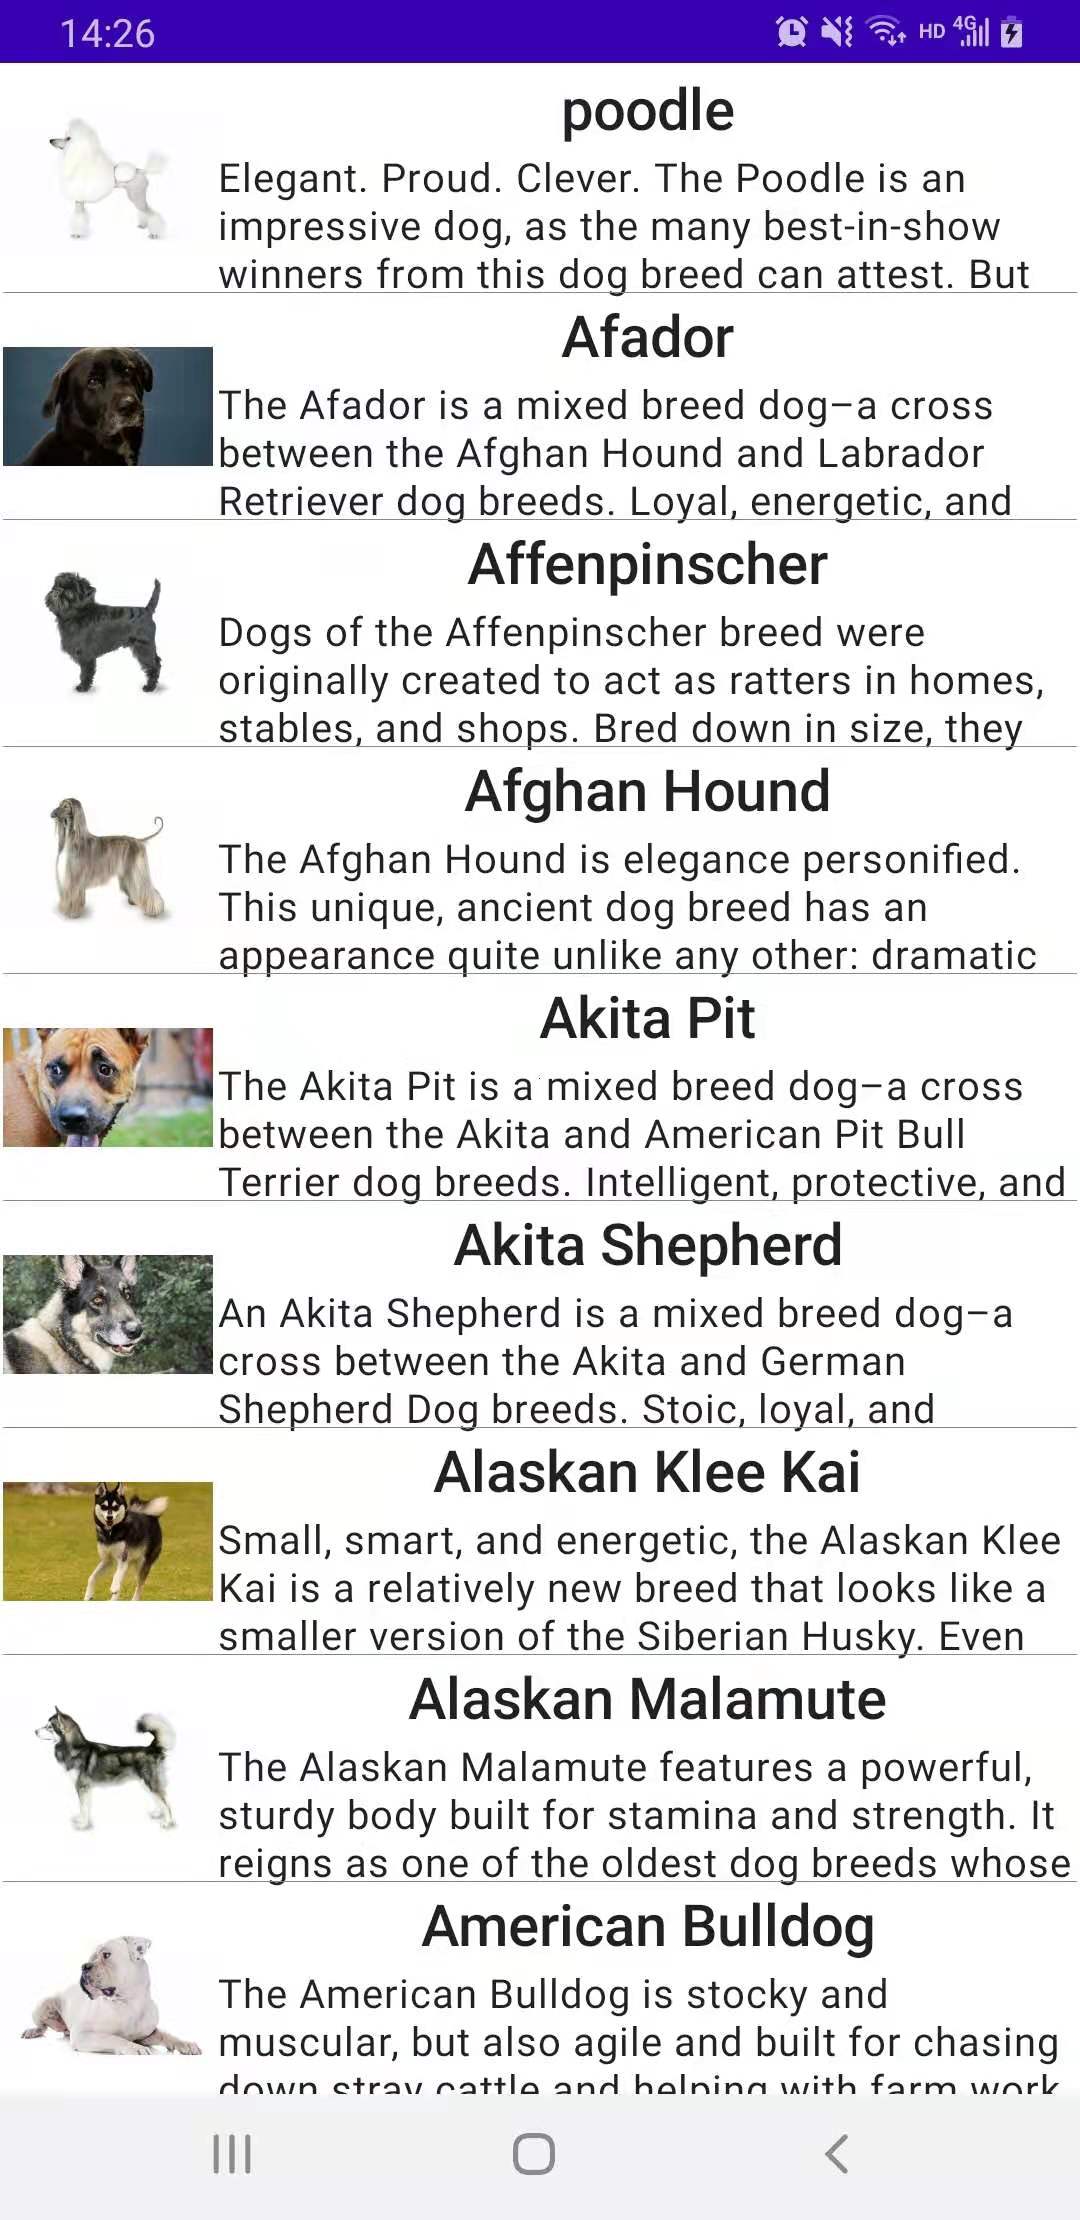 14:26
HD 4G
poodle
Elegant. Proud. Clever. The Poodle is an
impressive dog, as the many best-in-show
winners from this dog breed can attest. But
Afador
The Afador is a mixed breed dog–a cross
between the Afghan Hound and Labrador
Retriever dog breeds. Loyal, energetic, and
Affenpinscher
Dogs of the Affenpinscher breed were
originally created to act as ratters in homes,
stables, and shops. Bred down in size, they
Afghan Hound
The Afghan Hound is elegance personified.
This unique, ancient dog breed has an
appearance quite unlike any other: dramatic
Akita Pit
The Akita Pit is a mixed breed dog–a cross
between the Akita and American Pit Bull
Terrier dog breeds. Intelligent, protective, and
Akita Shepherd
An Akita Shepherd is a mixed breed dog–a
cross between the Akita and German
Shepherd Dog breeds. Stoic, loyal, and
Alaskan Klee Kai
Small, smart, and energetic, the Alaskan Klee
Kai is a relatively new breed that looks like a
smaller version of the Siberian Husky. Even
Alaskan Malamute
The Alaskan Malamute features a powerful,
sturdy body built for stamina and strength. It
reigns as one of the oldest dog breeds whose
American Bulldog
The American Bulldog is stocky and
muscular, but also agile and built for chasing
down stray cattle and helping with farm work